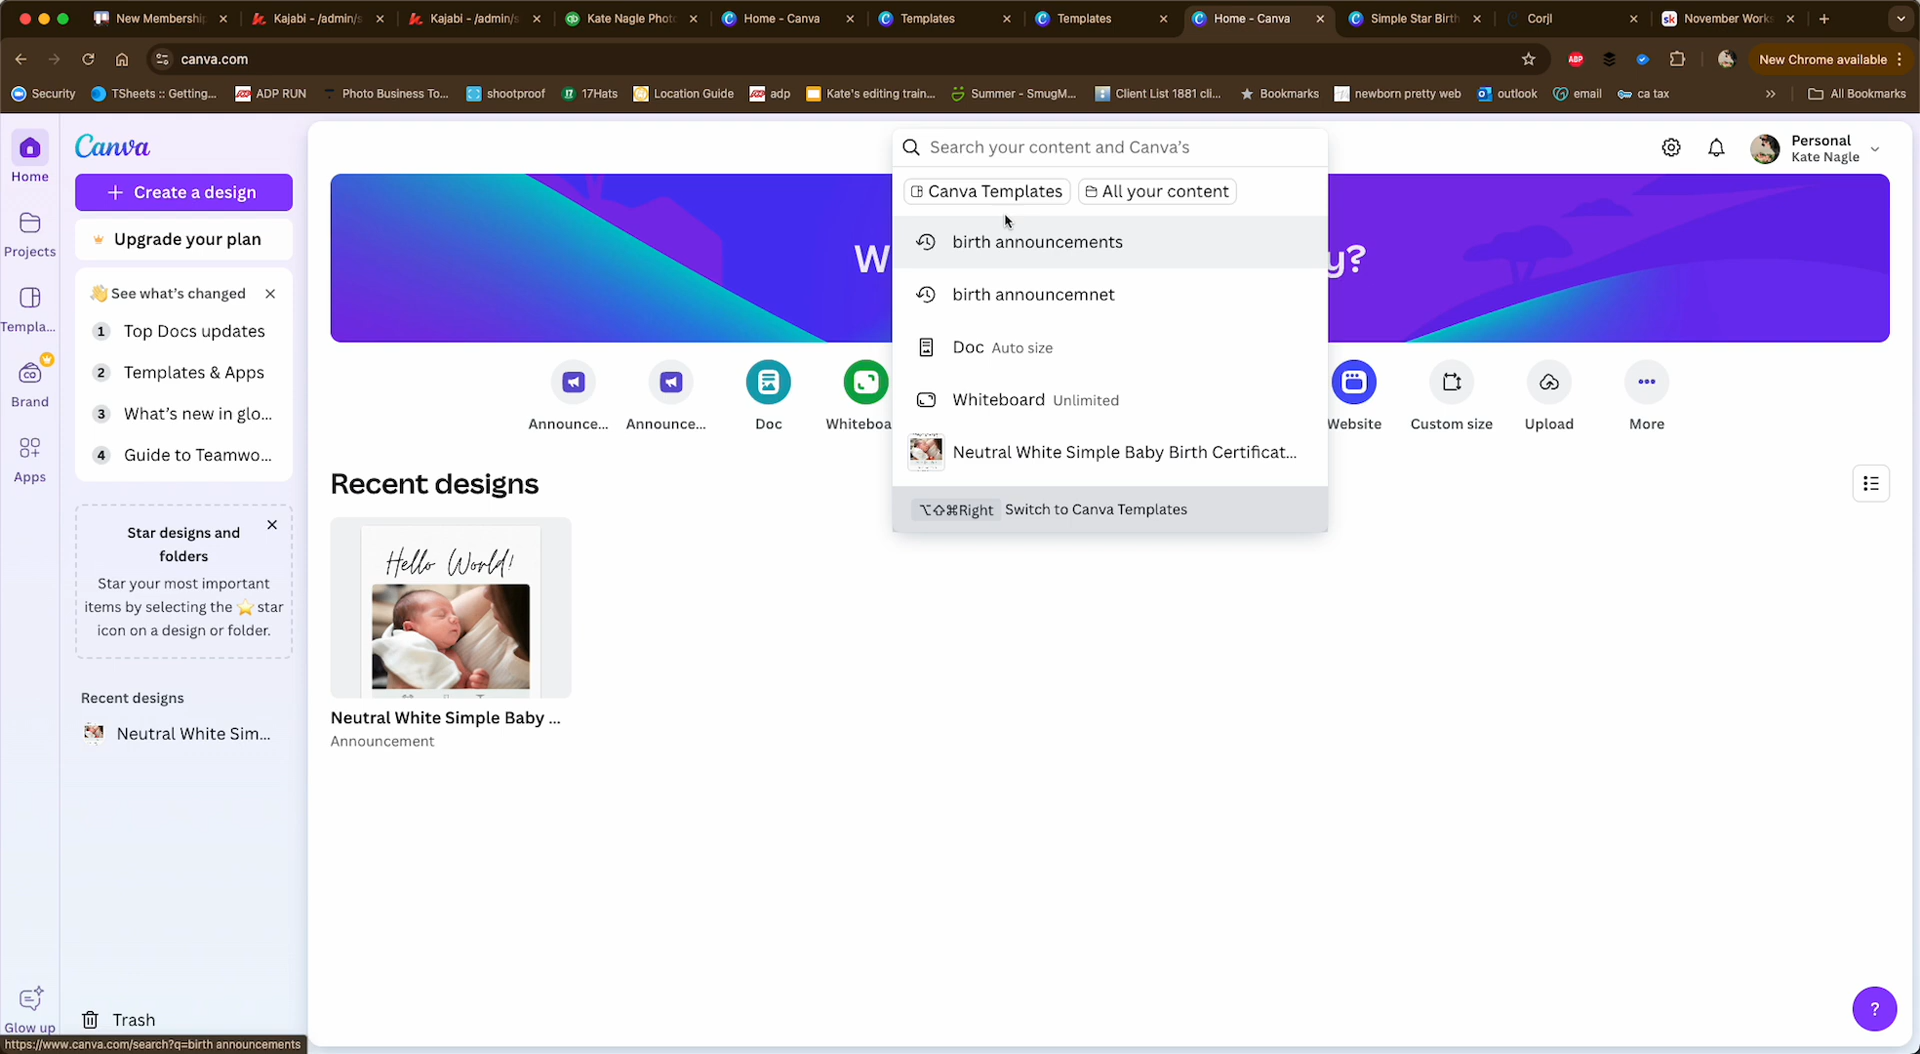 New Membership
Kajabi - /admin/s
Kajabi - /admin/s
Kate Nagle Phot
Home - Canva
Templates
Templates
Home - Canva
Simple Star Birth
Corjl
November Works
canva.com
ABP
New Chrome available
Security
TSheets :: Getting...
ADP RUN
Photo Business To...
shootproof
17Hats
Location Guide
adp
Kate's editing train...
Summer - SmugM...
Client List 1881 cli...
Bookmarks
newborn pretty web
outlook
email
ca tax
All Bookmarks
Home
Projects
Templa...
Brand
Apps
Glow up
Canva
Create a design
Upgrade your plan
See what's changed
1 Top Docs updates
2 Templates & Apps
3 What's new in glo...
4 Guide to Teamwo...
Star designs and
folders
Star your most important
items by selecting the ⭐ star
icon on a design or folder.
Recent designs
Neutral White Sim...
Trash
https://www.canva.com/search?q=birth announcements
Search your content and Canva's
Canva Templates
All your content
birth announcements
birth announcemnet
Doc Auto size
Whiteboard Unlimited
Neutral White Simple Baby Birth Certificat...
⌥⇧⌘Right Switch to Canva Templates
Personal
Kate Nagle
W
y?
Announce...
Announce...
Doc
Whiteboa
Website
Custom size
Upload
More
Recent designs
Hello World!
Neutral White Simple Baby ...
Announcement
?